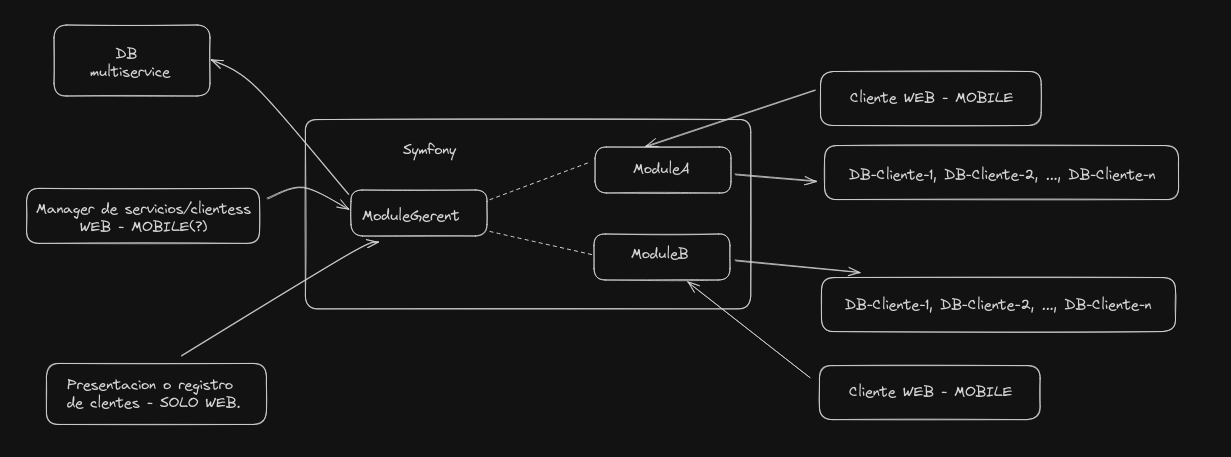 DB
multiservice
Cliente WEB - MOBILE
Symfony
ModuleA
DB-Cliente-1, DB-Cliente-2, ..., DB-Cliente-n
Manager de servicios/clientess
WEB - MOBILE(?)
ModuleGerent
ModuleB
DB-Cliente-1, DB-Cliente-2, ..., DB-Cliente-n
Presentacion o registro
de clentes - SOLO WEB.
Cliente WEB - MOBILE